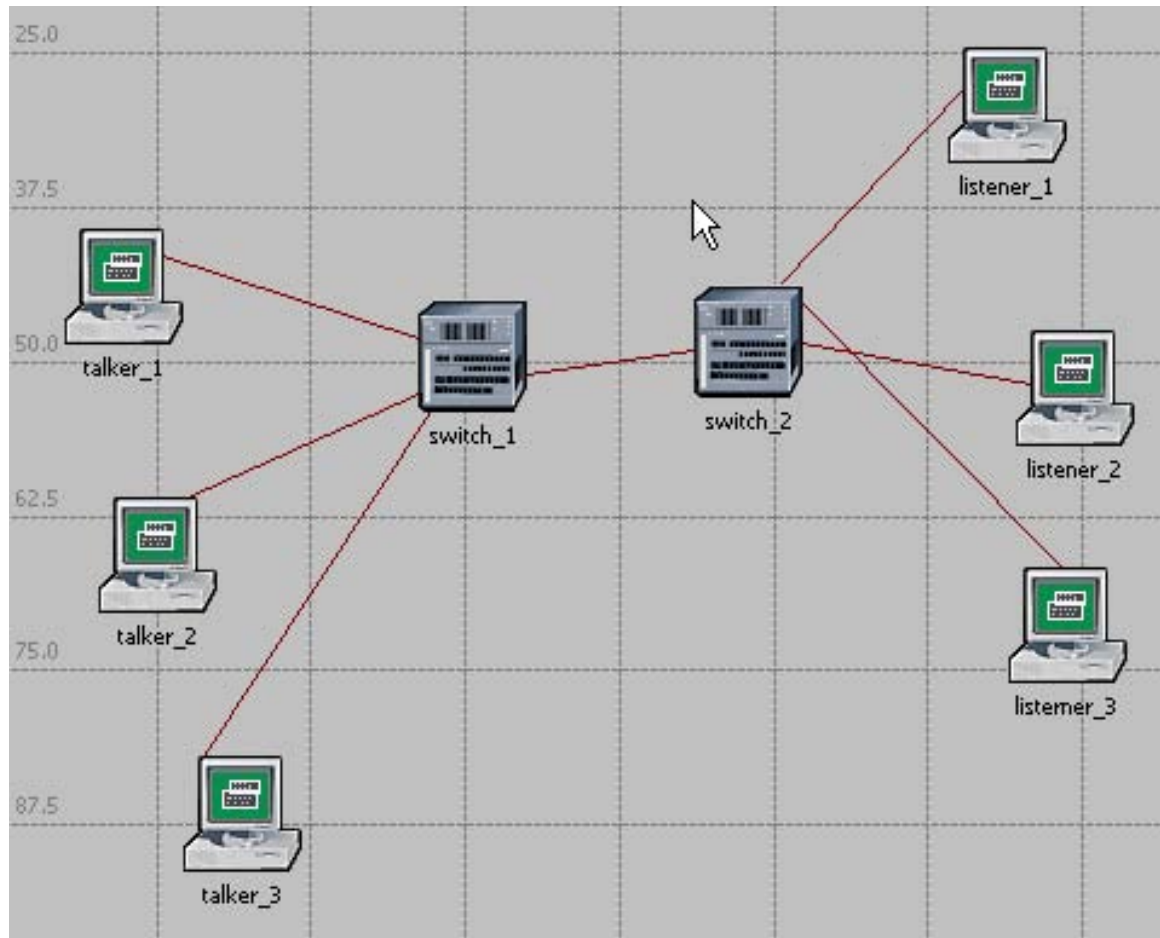 25.0
listener_1
37.5
50.0
talker_1
switch_1
switch_2
listener_2
62.5
talker_2
75.0
listerner_3
87.5
talker_3